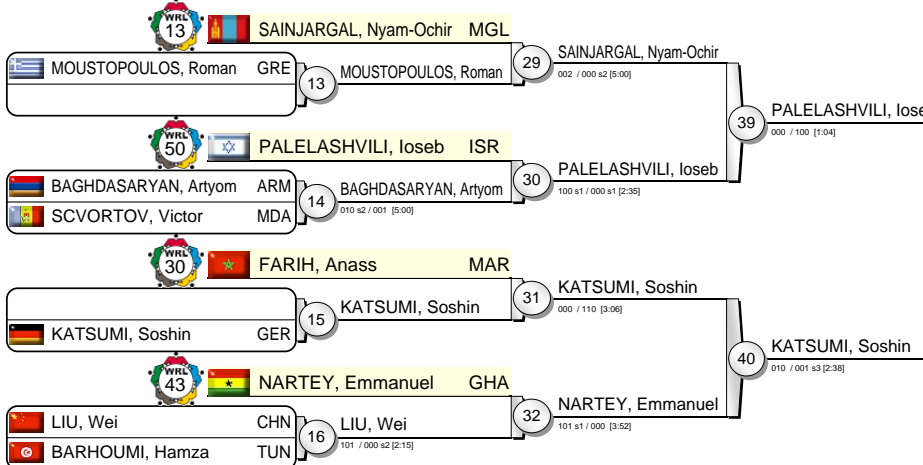 WRL
13
SAINJARGAL, Nyam-Ochir MGL
MOUSTOPOULOS, Roman GRE
13
MOUSTOPOULOS, Roman
29
SAINJARGAL, Nyam-Ochir
002 / 000 s2 [5:00]
WRL
50
PALELASHVILI, Ioseb ISR
BAGHDASARYAN, Artyom ARM
SCVORTOV, Victor MDA
14
BAGHDASARYAN, Artyom
010 s2 / 001 [5:00]
30
PALELASHVILI, Ioseb
100 s1 / 000 s1 [2:35]
39
PALELASHVILI, Iose
000 / 100 [1:04]
WRL
30
FARIH, Anass MAR
KATSUMI, Soshin GER
15
KATSUMI, Soshin
31
KATSUMI, Soshin
000 / 110 [3:06]
WRL
43
NARTEY, Emmanuel GHA
LIU, Wei CHN
BARHOUMI, Hamza TUN
16
LIU, Wei
101 / 000 s2 [2:15]
32
NARTEY, Emmanuel
101 s1 / 000 [3:52]
40
KATSUMI, Soshin
010 / 001 s3 [2:38]